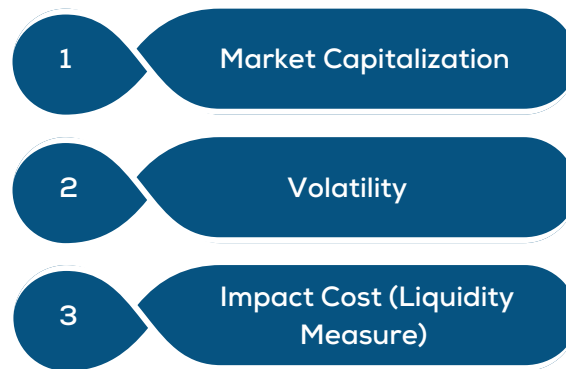 1
Market Capitalization
2
Volatility
3
Impact Cost (Liquidity
Measure)